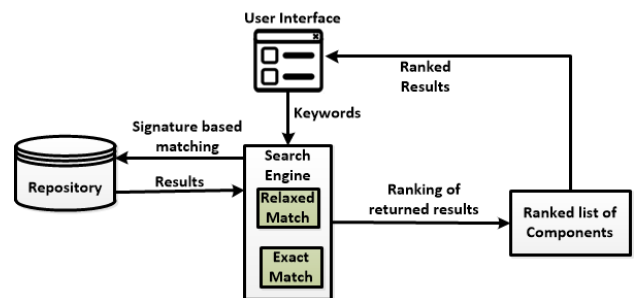 User Interface
Ranked
Results
Keywords
Signature based
matching
Search
Engine
Repository
Results
Relaxed
Match
Ranking of
returned results
Ranked list of
Components
Exact
Match